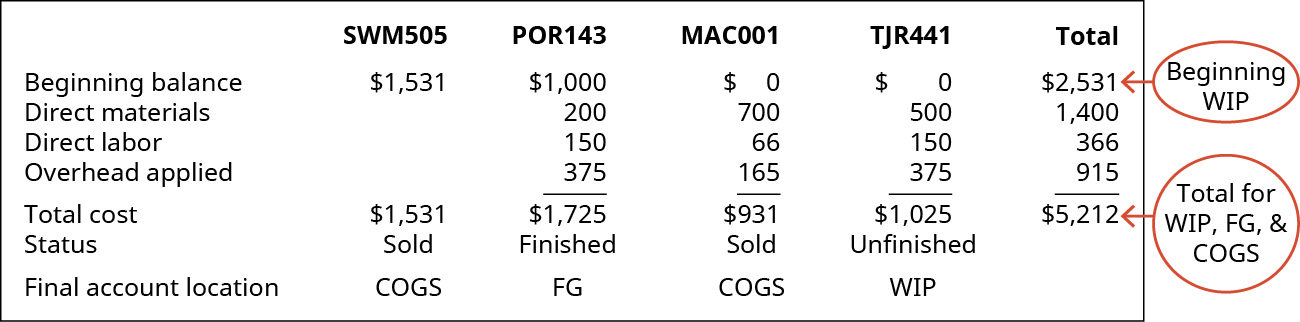 SWM505 POR143 MAC001 TJR441 Total
Beginning balance $1,531 $1,000 $ 0 $ 0 $2,531
Direct materials 200 700 500 1,400
Direct labor 150 66 150 366
Overhead applied 375 165 375 915
Total cost $1,531 $1,725 $931 $1,025 $5,212
Status Sold Finished Sold Unfinished
Final account location COGS FG COGS WIP
Beginning
WIP
Total for
WIP, FG, &
COGS